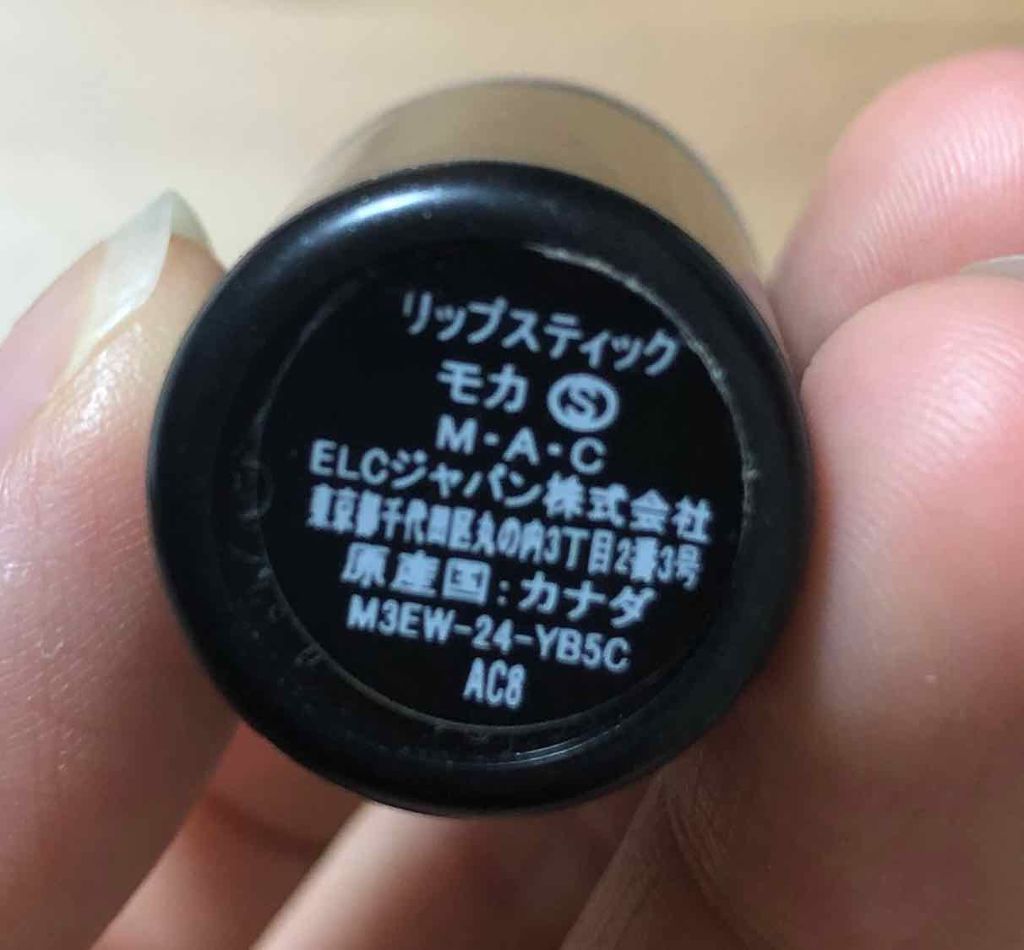 リップスティック
モカ Ⓢ
M・A・C
ELCジャパン株式会社
東京都千代田区丸の内3丁目2番3号
原産国:カナダ
M3EW-24-YB5C
AC8